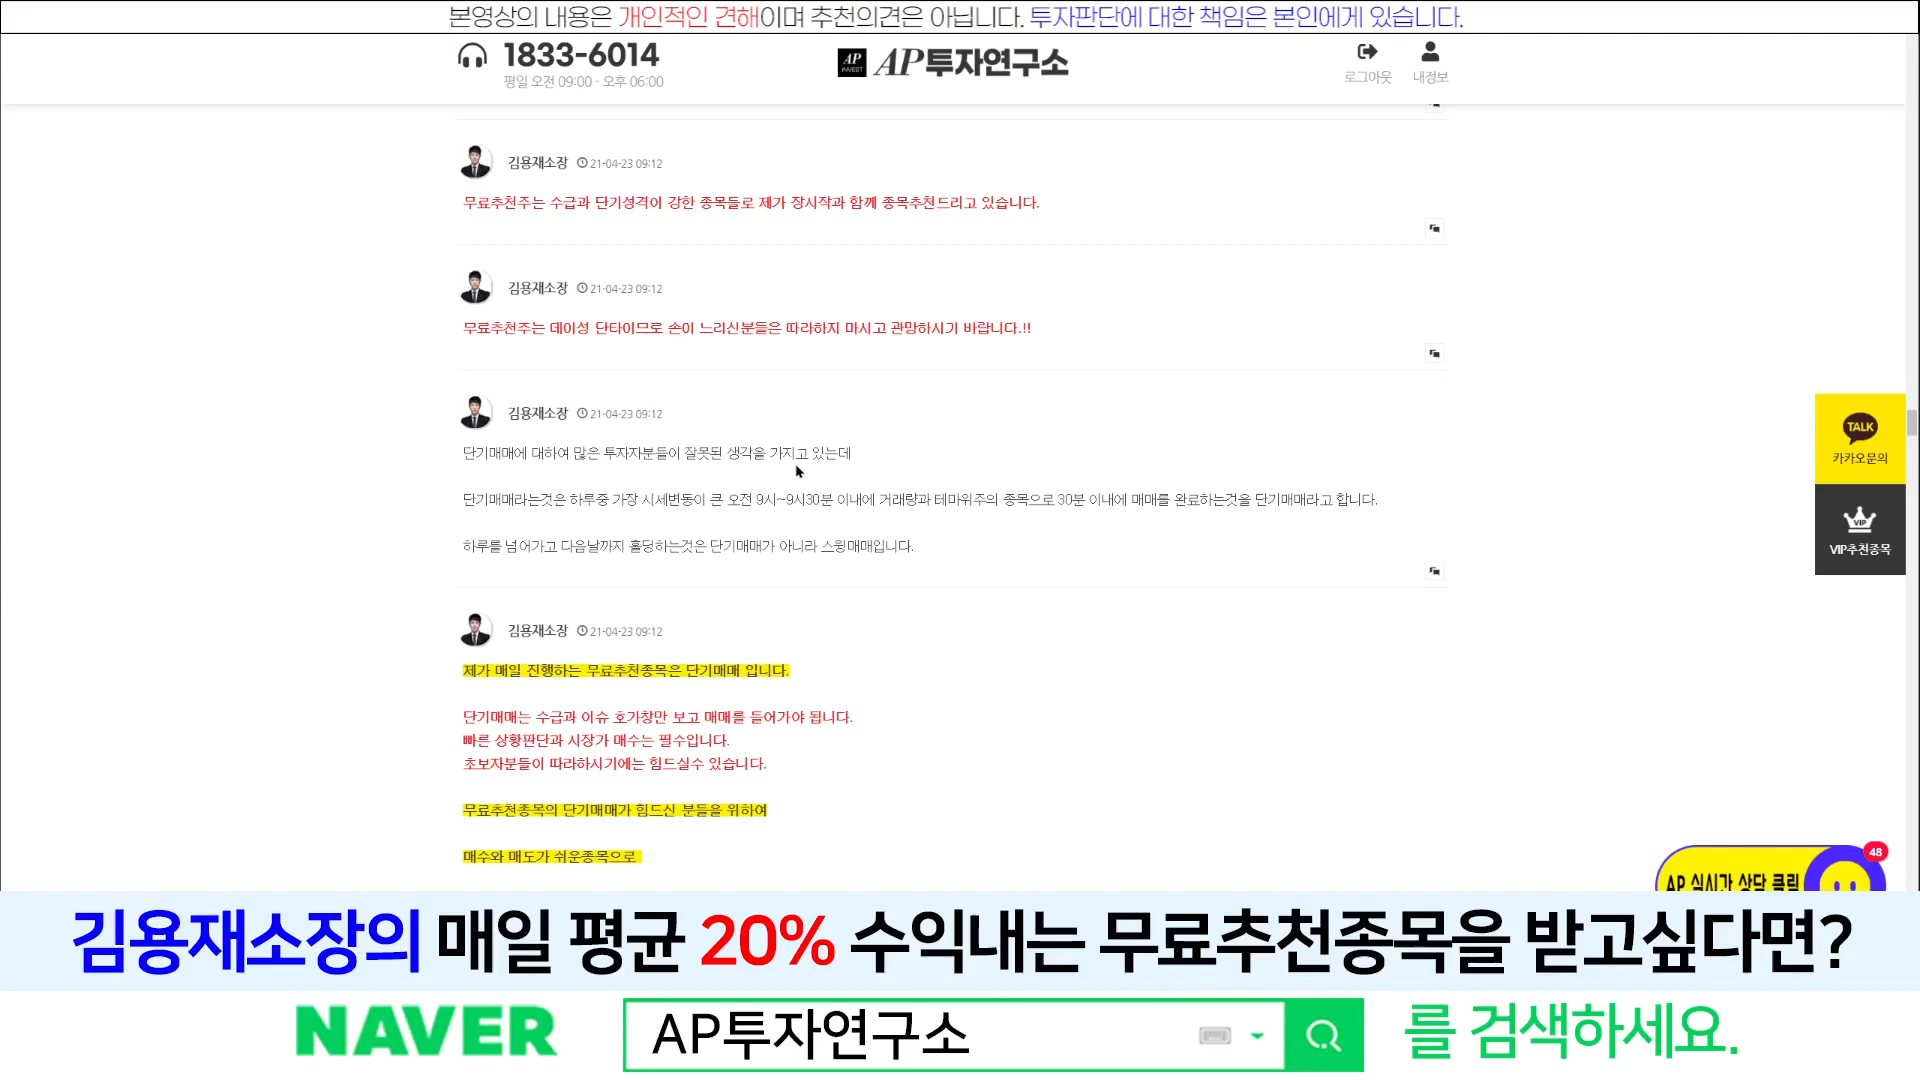 본영상의 내용은 개인적인 견해이며 추천의견은 아닙니다. 투자판단에 대한 책임은 본인에게 있습니다.
1833-6014
평일 오전 09:00 - 오후 06:00
AP INVEST AP투자연구소
로그아웃 내정보
김용재소장 21-04-23 09:12
무료추천주는 수급과 단기성격이 강한 종목들로 제가 장시작과 함께 종목추천드리고 있습니다.
김용재소장 21-04-23 09:12
무료추천주는 데이성 단타이므로 손이 느리신분들은 따라하지 마시고 관망하시기 바랍니다.!!
김용재소장 21-04-23 09:12
단기매매에 대하여 많은 투자자분들이 잘못된 생각을 가지고 있는데
단기매매라는것은 하루중 가장 시세변동이 큰 오전 9시~9시30분 이내에 거래량과 테마위주의 종목으로 30분 이내에 매매를 완료하는것을 단기매매라고 합니다.
하루를 넘어가고 다음날까지 홀딩하는것은 단기매매가 아니라 스윙매매입니다.
TALK
카카오문의
VIP
VIP추천종목
김용재소장 21-04-23 09:12
제가 매일 진행하는 무료추천종목은 단기매매 입니다.
단기매매는 수급과 이슈 호가창만 보고 매매를 들어가야 됩니다.
빠른 상황판단과 시장가 매수는 필수입니다.
초보자분들이 따라하시기에는 힘드실수 있습니다.
무료추천종목의 단기매매가 힘드신 분들을 위하여
매수와 매도가 쉬운종목으로
48
AP 실시간 상담 클릭
김용재소장의 매일 평균 20% 수익내는 무료추천종목을 받고싶다면?
NAVER AP투자연구소 를 검색하세요.